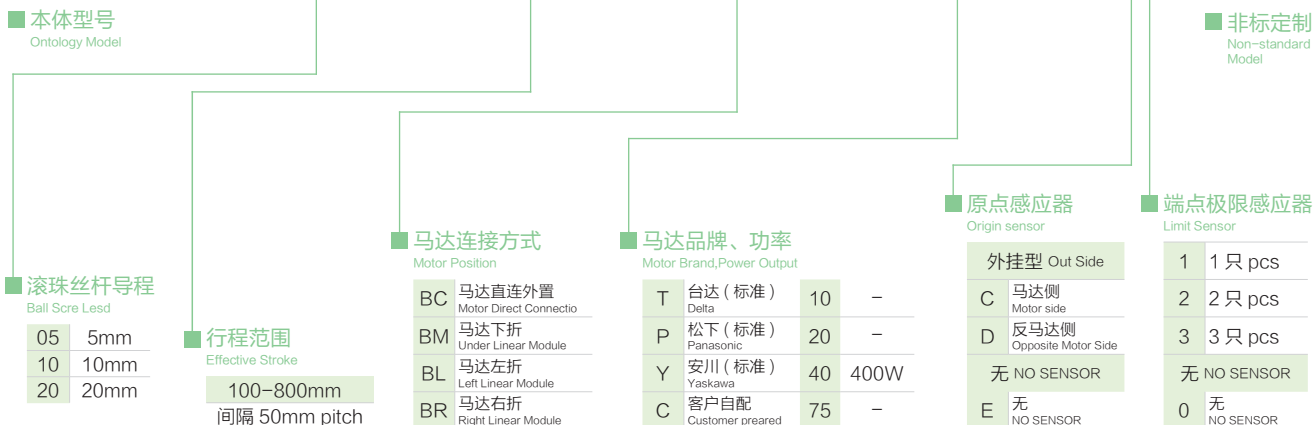 本体型号
Ontology Model
非标定制
Non-standard
Model
滚珠丝杆导程
Ball Scre Lesd
05 5mm
10 10mm
20 20mm
行程范围
Effective Stroke
100-800mm
间隔 50mm pitch
马达连接方式
Motor Position
BC 马达直连外置
Motor Direct Connectio
BM 马达下折
Under Linear Module
BL 马达左折
Left Linear Module
BR 马达右折
Right Linear Module
马达品牌、功率
Motor Brand,Power Output
T 台达 ( 标准 ) 10 -
Delta
P 松下 ( 标准 ) 20 -
Panasonic
Y 安川 ( 标准 ) 40 400W
Yaskawa
C 客户自配 75 -
Customer preared
原点感应器
Origin sensor
外挂型 Out Side
C 马达侧
Motor side
D 反马达侧
Opposite Motor Side
无 NO SENSOR
E 无
NO SENSOR
端点极限感应器
Limit Sensor
1 1 只 pcs
2 2 只 pcs
3 3 只 pcs
无 NO SENSOR
0 无
NO SENSOR